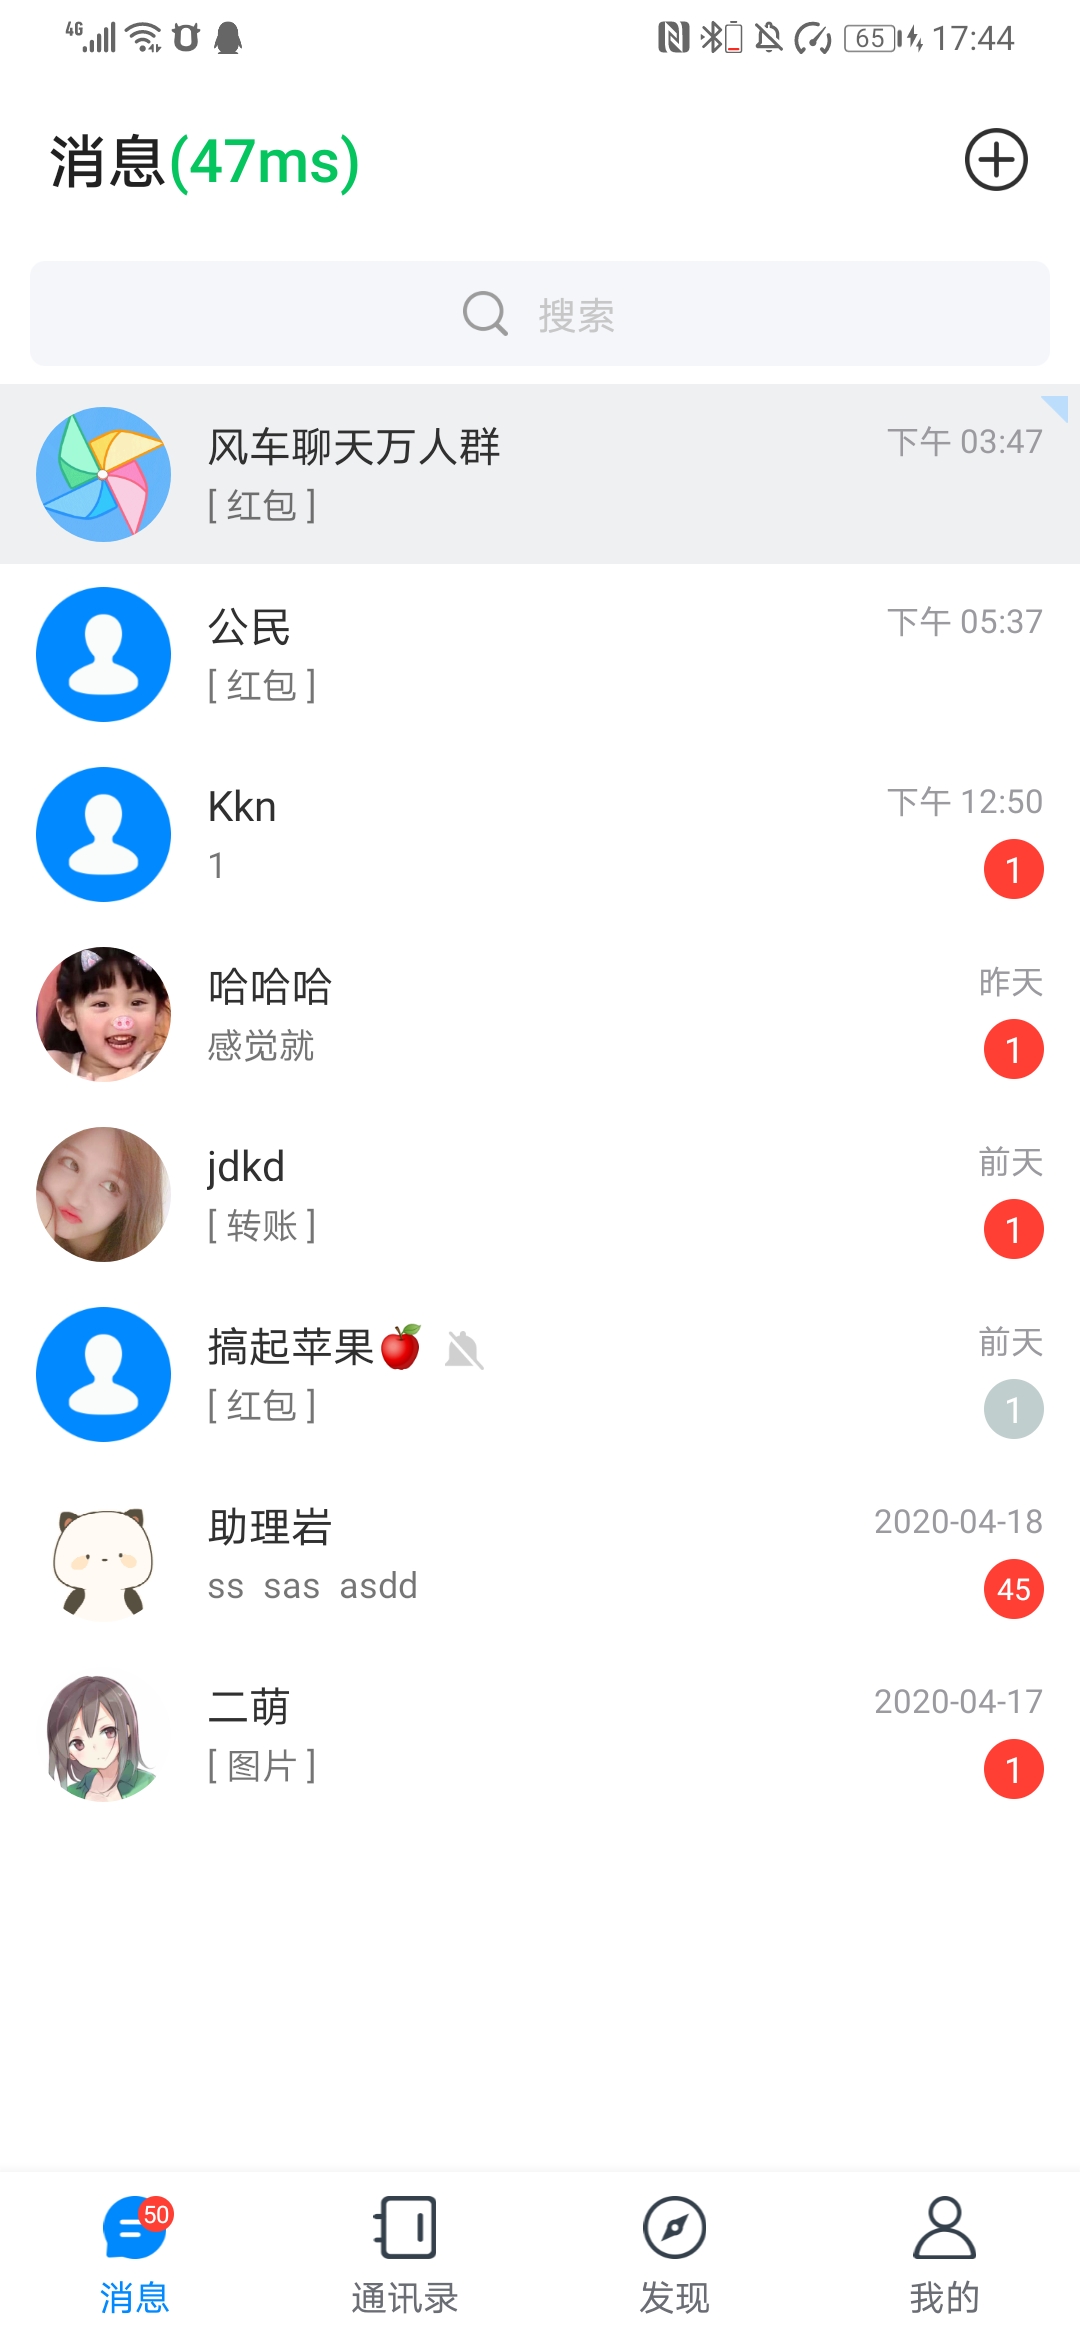 4G 65 17:44
消息(47ms)
搜索
风车聊天万人群 下午 03:47
[ 红包 ]
公民 下午 05:37
[ 红包 ]
Kkn 下午 12:50
1 1
哈哈哈 昨天
感觉就 1
jdkd 前天
[ 转账 ] 1
搞起苹果🍎 前天
[ 红包 ] 1
助理岩 2020-04-18
ss sas asdd 45
二萌 2020-04-17
[ 图片 ] 1
50
消息 通讯录 发现 我的